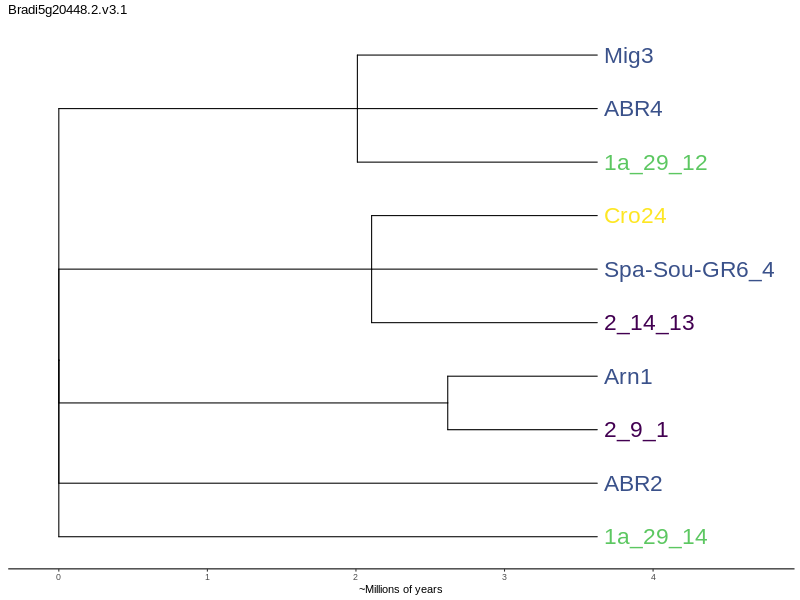 Bradi5g20448.2.v3.1
Mig3
ABR4
1a_29_12
Cro24
Spa-Sou-GR6_4
2_14_13
Arn1
2_9_1
ABR2
1a_29_14
0 1 2 3 4
~Millions of years